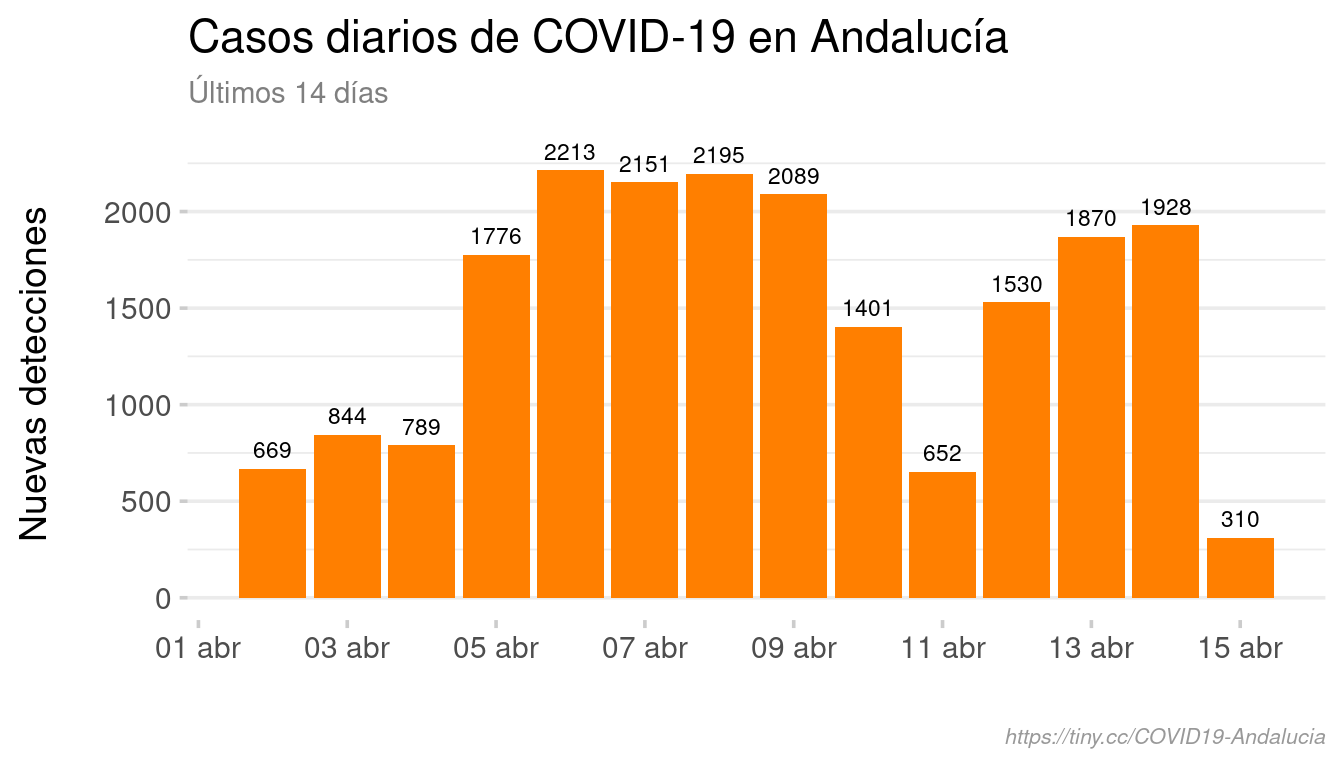 Casos diarios de COVID-19 en Andalucía
Últimos 14 días
Nuevas detecciones
2000
1500
1000
500
0
669
844
789
1776
2213
2151
2195
2089
1401
652
1530
1870
1928
310
01 abr
03 abr
05 abr
07 abr
09 abr
11 abr
13 abr
15 abr
https://tiny.cc/COVID19-Andalucia